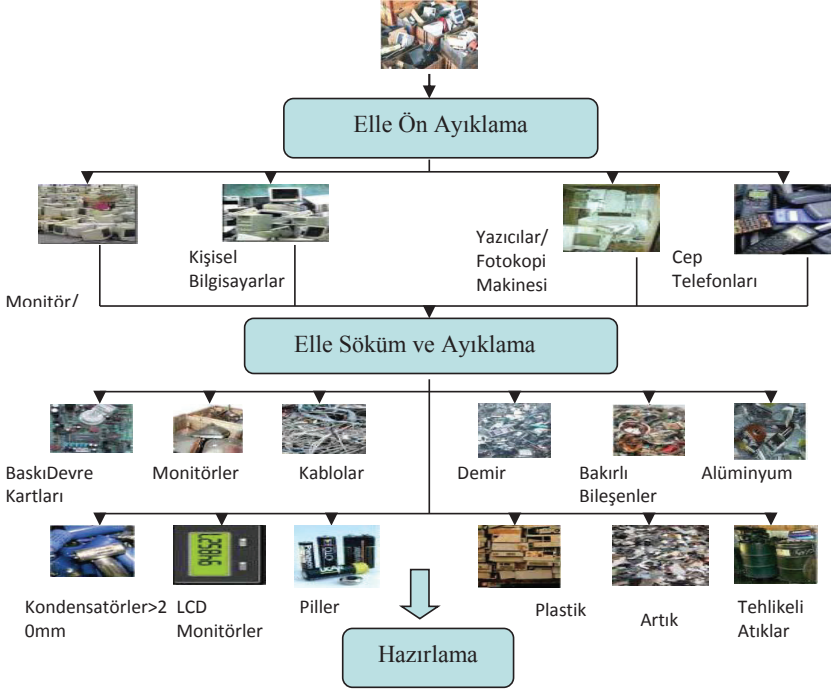 Elle Ön Ayıklama
Kişisel
Bilgisayarlar
Yazıcılar/
Fotokopi
Makinesi
Cep
Telefonları
Monitör/
Elle Söküm ve Ayıklama
BaskıDevre
Kartları
Monitörler
Kablolar
Demir
Bakırlı
Bileşenler
Alüminyum
Kondensatörler>2
0mm
LCD
Monitörler
Piller
Plastik
Artık
Tehlikeli
Atıklar
Hazırlama